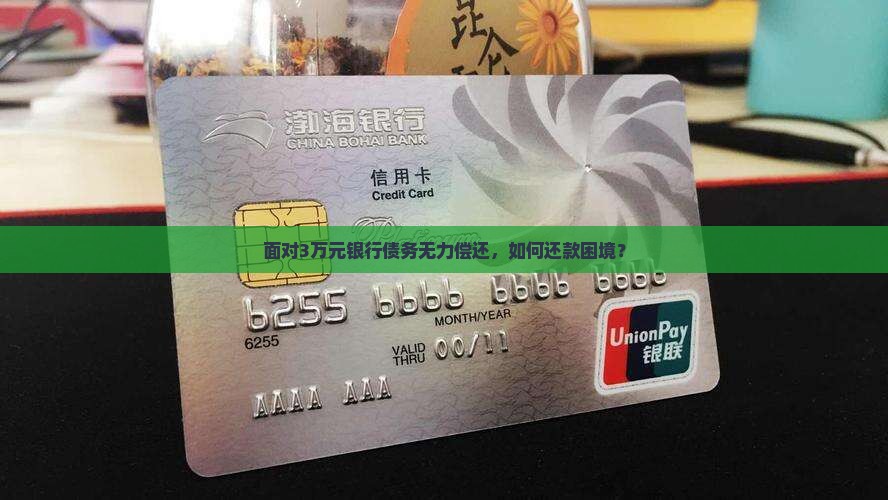 昆仑
渤海银行
CHINA BOHAI BANK
信用卡
Credit Card
面对3万元银行债务无力偿还，如何还款困境？
6255 6666 6666 6666
6255
MONTH/YEAR
VALID
THRU
00/11
UnionPay
银联
AAAA AAA